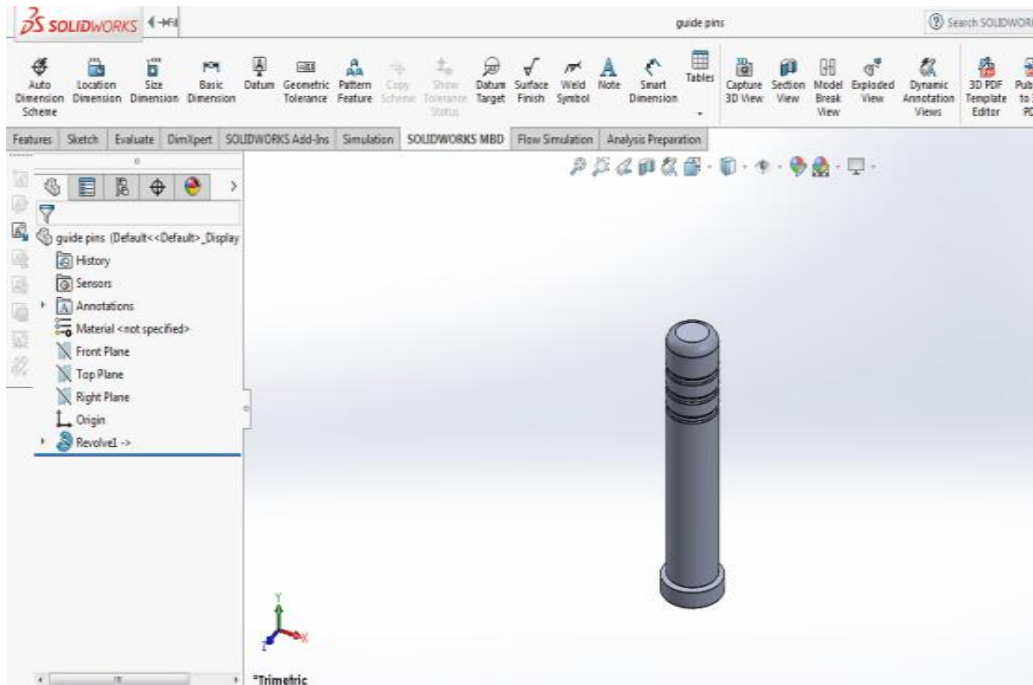 SOLIDWORKS
guide pins
Search SOLIDWOR
Auto Dimension Scheme
Location Dimension
Size Dimension
Basic Dimension
Datum
Geometric Tolerance
Pattern Feature
Copy Scheme
Show Tolerance Status
Datum Target
Surface Finish
Weld Symbol
Note
Smart Dimension
Tables
Capture 3D View
Section View
Model Break View
Exploded View
Dynamic Annotation Views
3D PDF Template Editor
Features Sketch Evaluate DimXpert SOLIDWORKS Add-Ins Simulation SOLIDWORKS MBD Flow Simulation Analysis Preparation
guide pins (Default<<Default>_Display
History
Sensors
Annotations
Material <not specified>
Front Plane
Top Plane
Right Plane
Origin
Revolve1 ->
Y
X
Z
*Trimetric